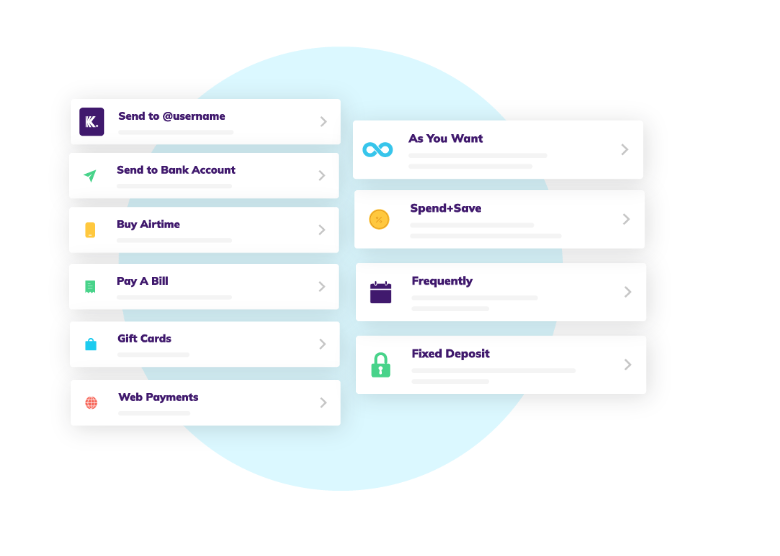 K.
Send to @username
Send to Bank Account
Buy Airtime
Pay A Bill
Gift Cards
Web Payments
As You Want
Spend+Save
Frequently
Fixed Deposit